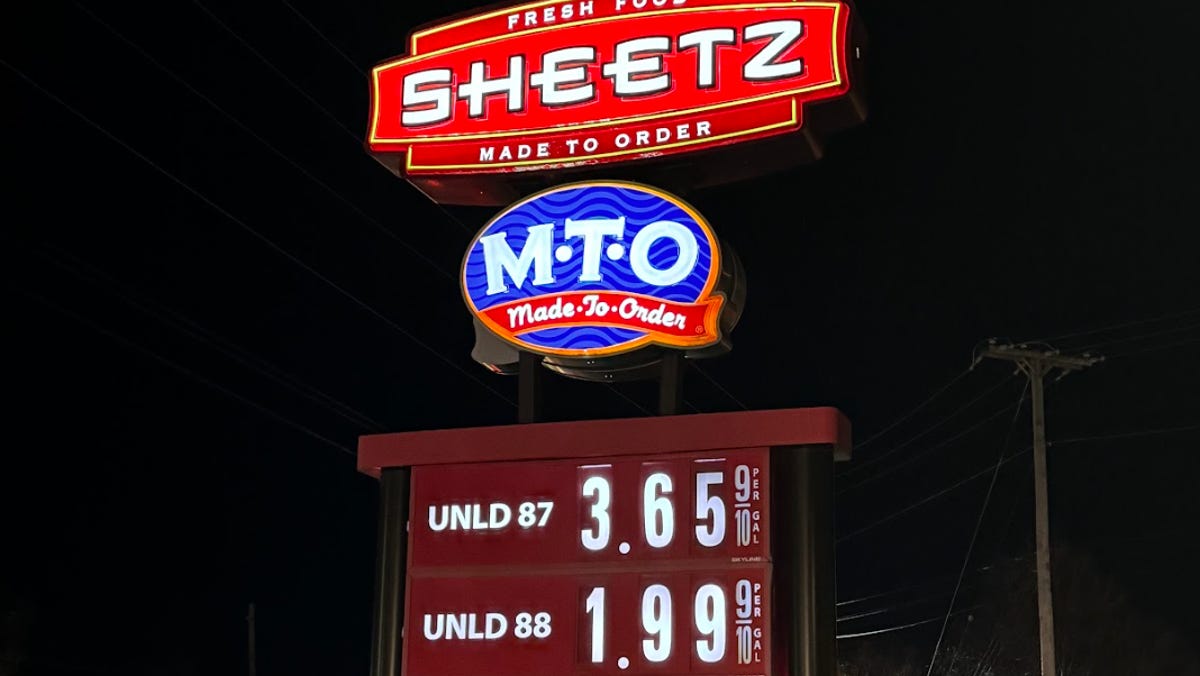 FRESH FOOD
SHEETZ
MADE TO ORDER
M•T•O
Made•To•Order ®
UNLD 87 3.65 9/10 PER GAL
SKYLINE
UNLD 88 1.99 9/10 PER GAL